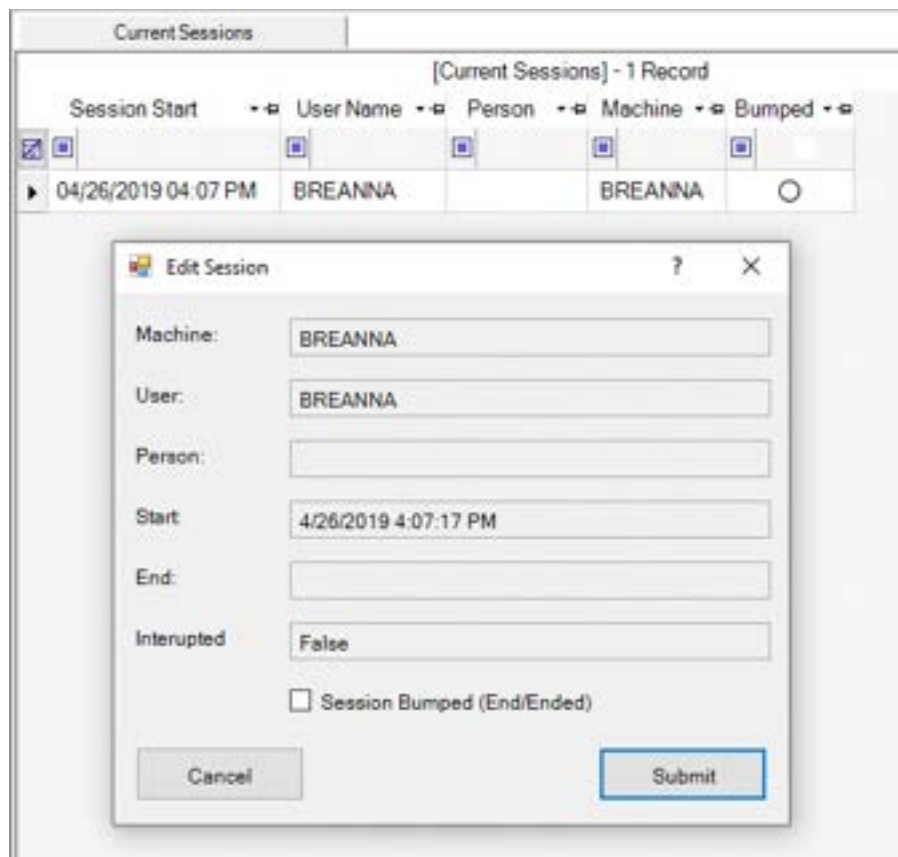 Current Sessions
[Current Sessions] - 1 Record
Session Start User Name Person Machine Bumped
04/26/2019 04:07 PM BREANNA BREANNA
Edit Session ?
Machine: BREANNA
User: BREANNA
Person:
Start 4/26/2019 4:07:17 PM
End:
Interupted False
Session Bumped (End/Ended)
Cancel Submit